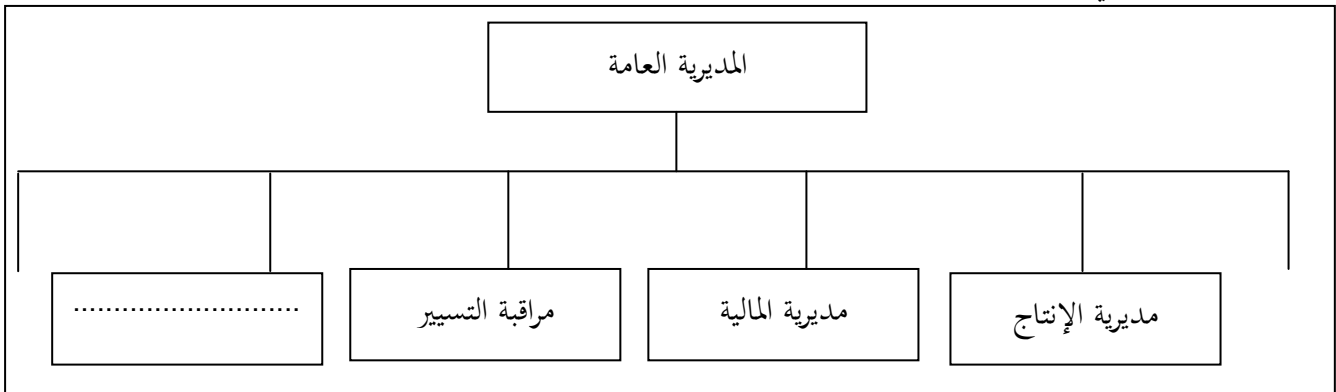 المديرية العامة
مديرية الإنتاج
مديرية المالية
مراقبة التسيير
............................